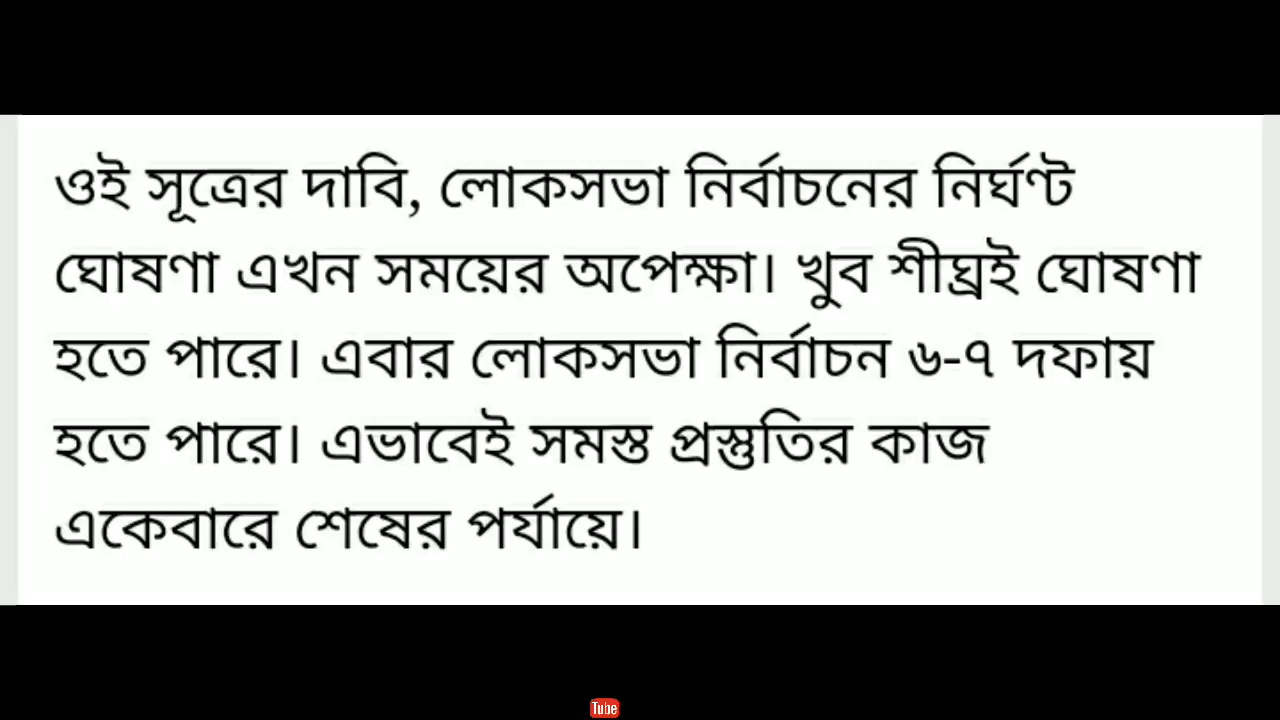 ওই সূত্রের দাবি, লোকসভা নির্বাচনের নির্ঘণ্ট
ঘোষণা এখন সময়ের অপেক্ষা। খুব শীঘ্রই ঘোষণা
হতে পারে। এবার লোকসভা নির্বাচন ৬-৭ দফায়
হতে পারে। এভাবেই সমস্ত প্রস্তুতির কাজ
একেবারে শেষের পর্যায়ে।
Tube